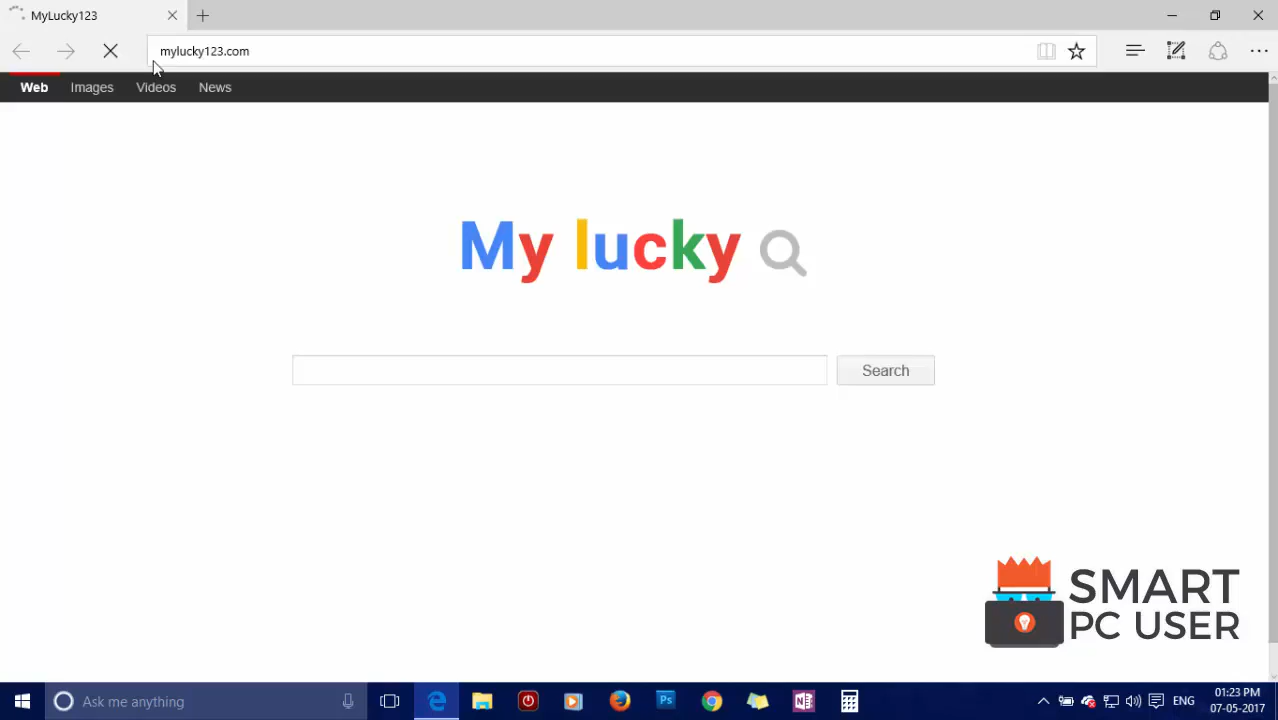 MyLucky123
mylucky123.com
Web Images Videos News
My lucky
Search
SMART
PC USER
Ask me anything
Ps
N
ENG
01:23 PM
07-05-2017